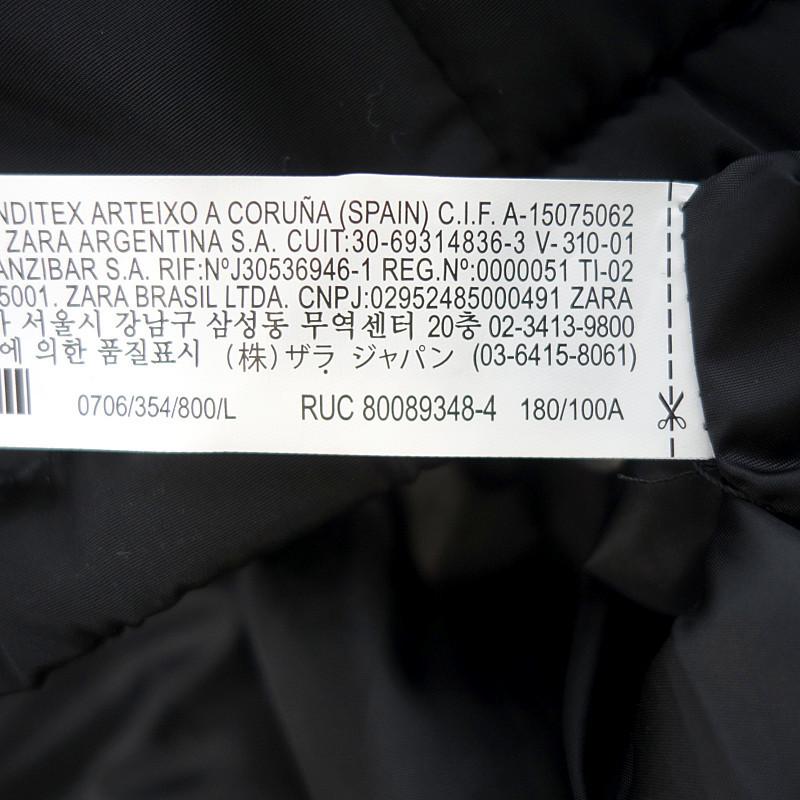 NDITEX ARTEIXO A CORUÑA (SPAIN) C.I.F. A-15075062
ZARA ARGENTINA S.A. CUIT:30-69314836-3 V-310-01
ANZIBAR S.A. RIF:NºJ30536946-1 REG.Nº:0000051 TI-02
5001. ZARA BRASIL LTDA. CNPJ:02952485000491 ZARA
서울시 강남구 삼성동 무역센터 20층 02-3413-9800
에 의한 품질표시 (株)ザラ ジャパン (03-6415-8061)
0706/354/800/L RUC 80089348-4 180/100A